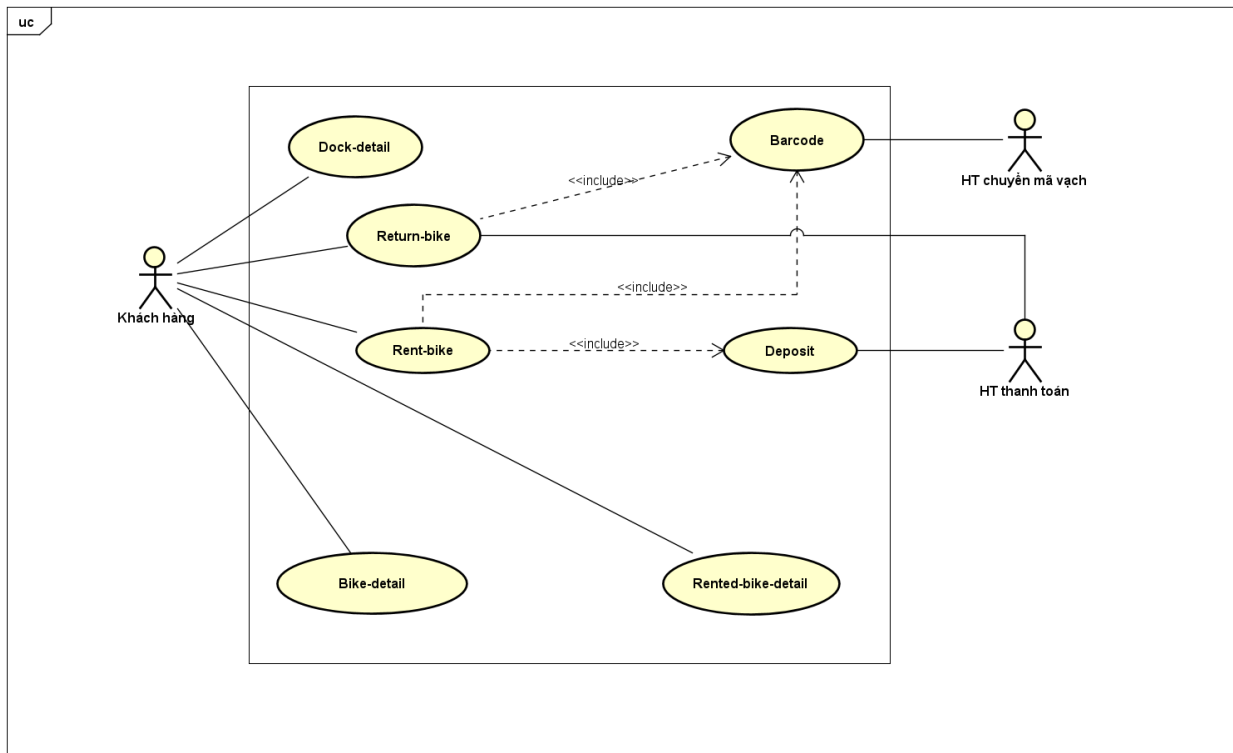 uc
Dock-detail
Barcode
HT chuyển mã vạch
<<include>>
Return-bike
Khách hàng
<<include>>
Rent-bike
<<include>>
Deposit
HT thanh toán
Bike-detail
Rented-bike-detail